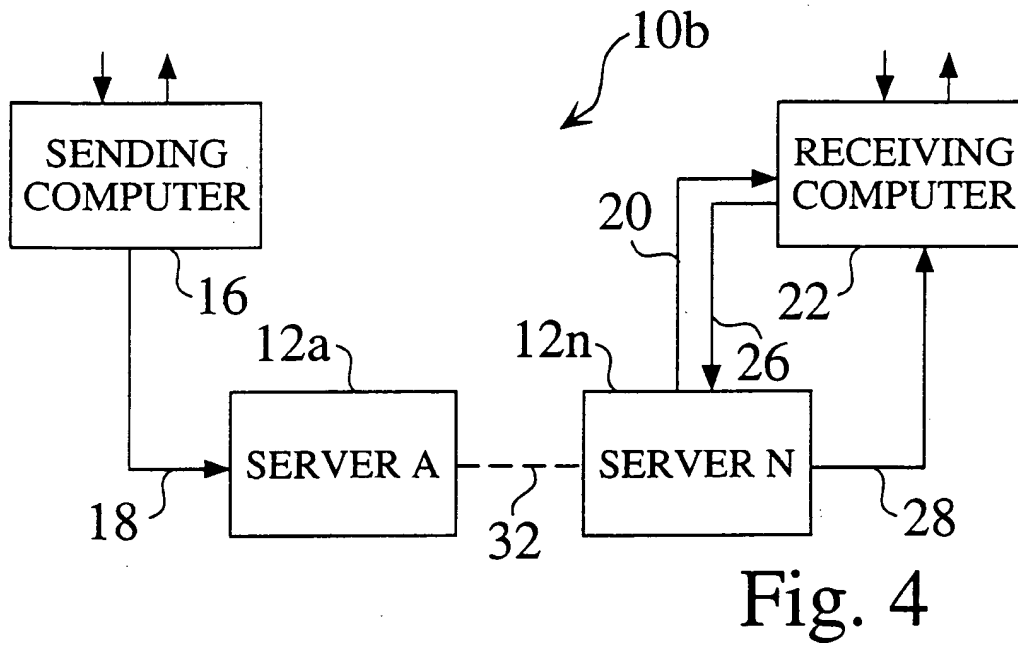 10b
SENDING
COMPUTER
RECEIVING
COMPUTER
20
16
22
26
12a
12n
SERVER A
SERVER N
18
32
28
Fig. 4